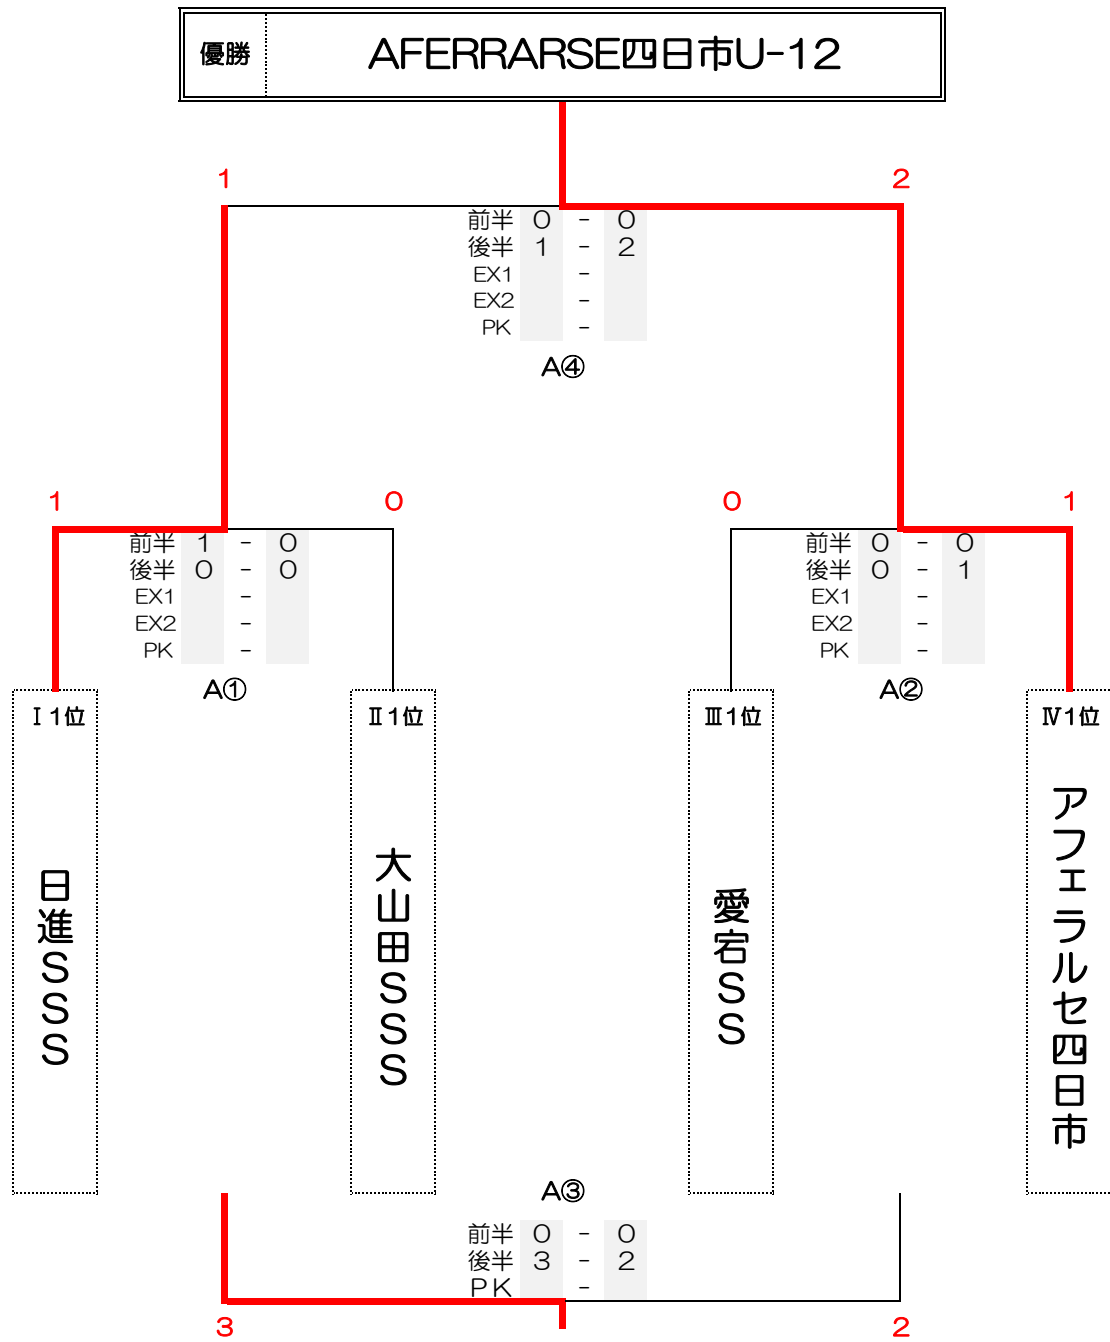 優勝 AFERRARSE四日市U-12
1 2
前半 0 - 0
後半 1 - 2
EX1 -
EX2 -
PK -
A④
1 0 0 1
前半 1 - 0 前半 0 - 0
後半 0 - 0 後半 0 - 1
EX1 - EX1 -
EX2 - EX2 -
PK - PK -
A① A②
Ⅰ1位 Ⅱ1位 Ⅲ1位 Ⅳ1位
日進SSS
大山田SSS
愛宕SS
アフェラルセ四日市
A③
前半 0 - 0
後半 3 - 2
PK -
3 2